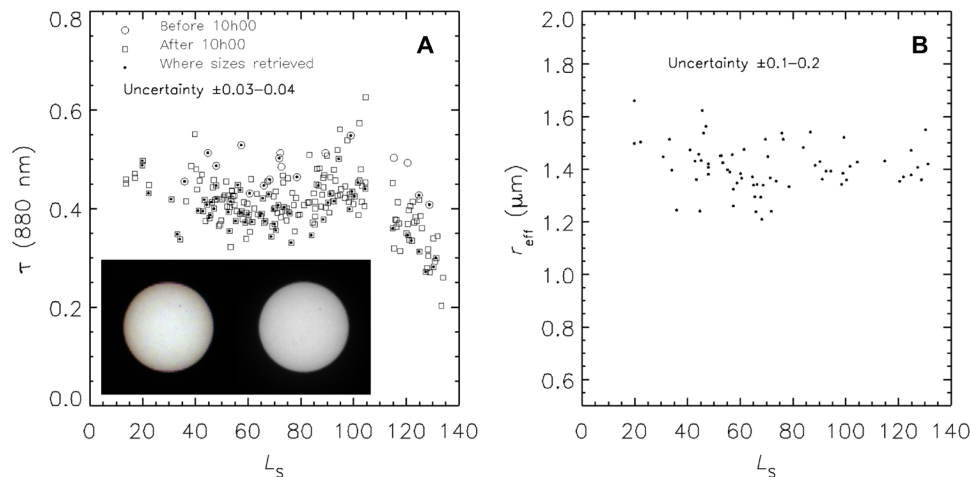 A
Before 10h00
After 10h00
Where sizes retrieved
Uncertainty ±0.03–0.04
0.8
0.6
0.4
0.2
0.0
τ (880 nm)
0 20 40 60 80 100 120 140
L_S
B
Uncertainty ±0.1–0.2
2.0
1.8
1.6
1.4
1.2
1.0
0.8
0.6
r_eff (μm)
0 20 40 60 80 100 120 140
L_S